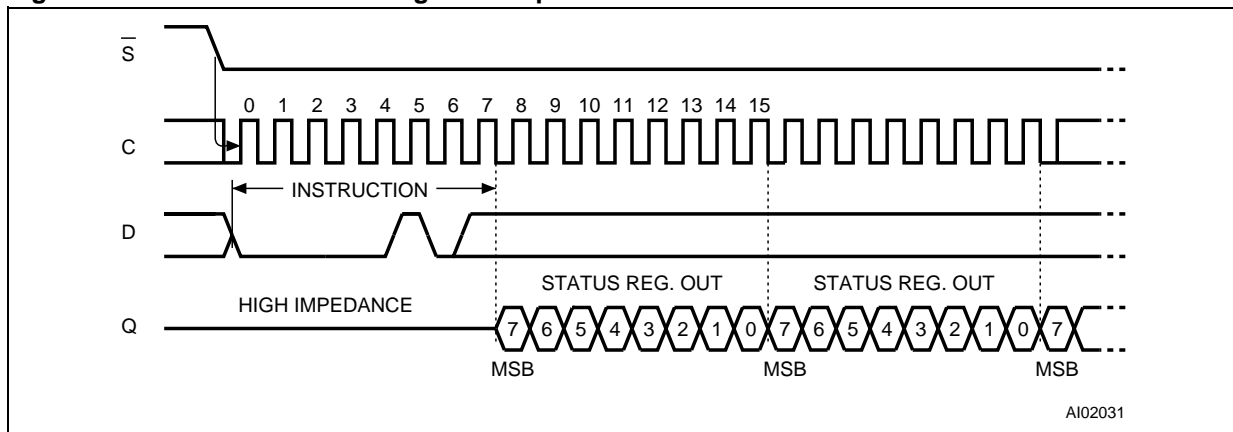 S
0 1 2 3 4 5 6 7 8 9 10 11 12 13 14 15
C
INSTRUCTION
D
STATUS REG. OUT STATUS REG. OUT
HIGH IMPEDANCE
Q 7 6 5 4 3 2 1 0 7 6 5 4 3 2 1 0 7
MSB MSB MSB
AI02031